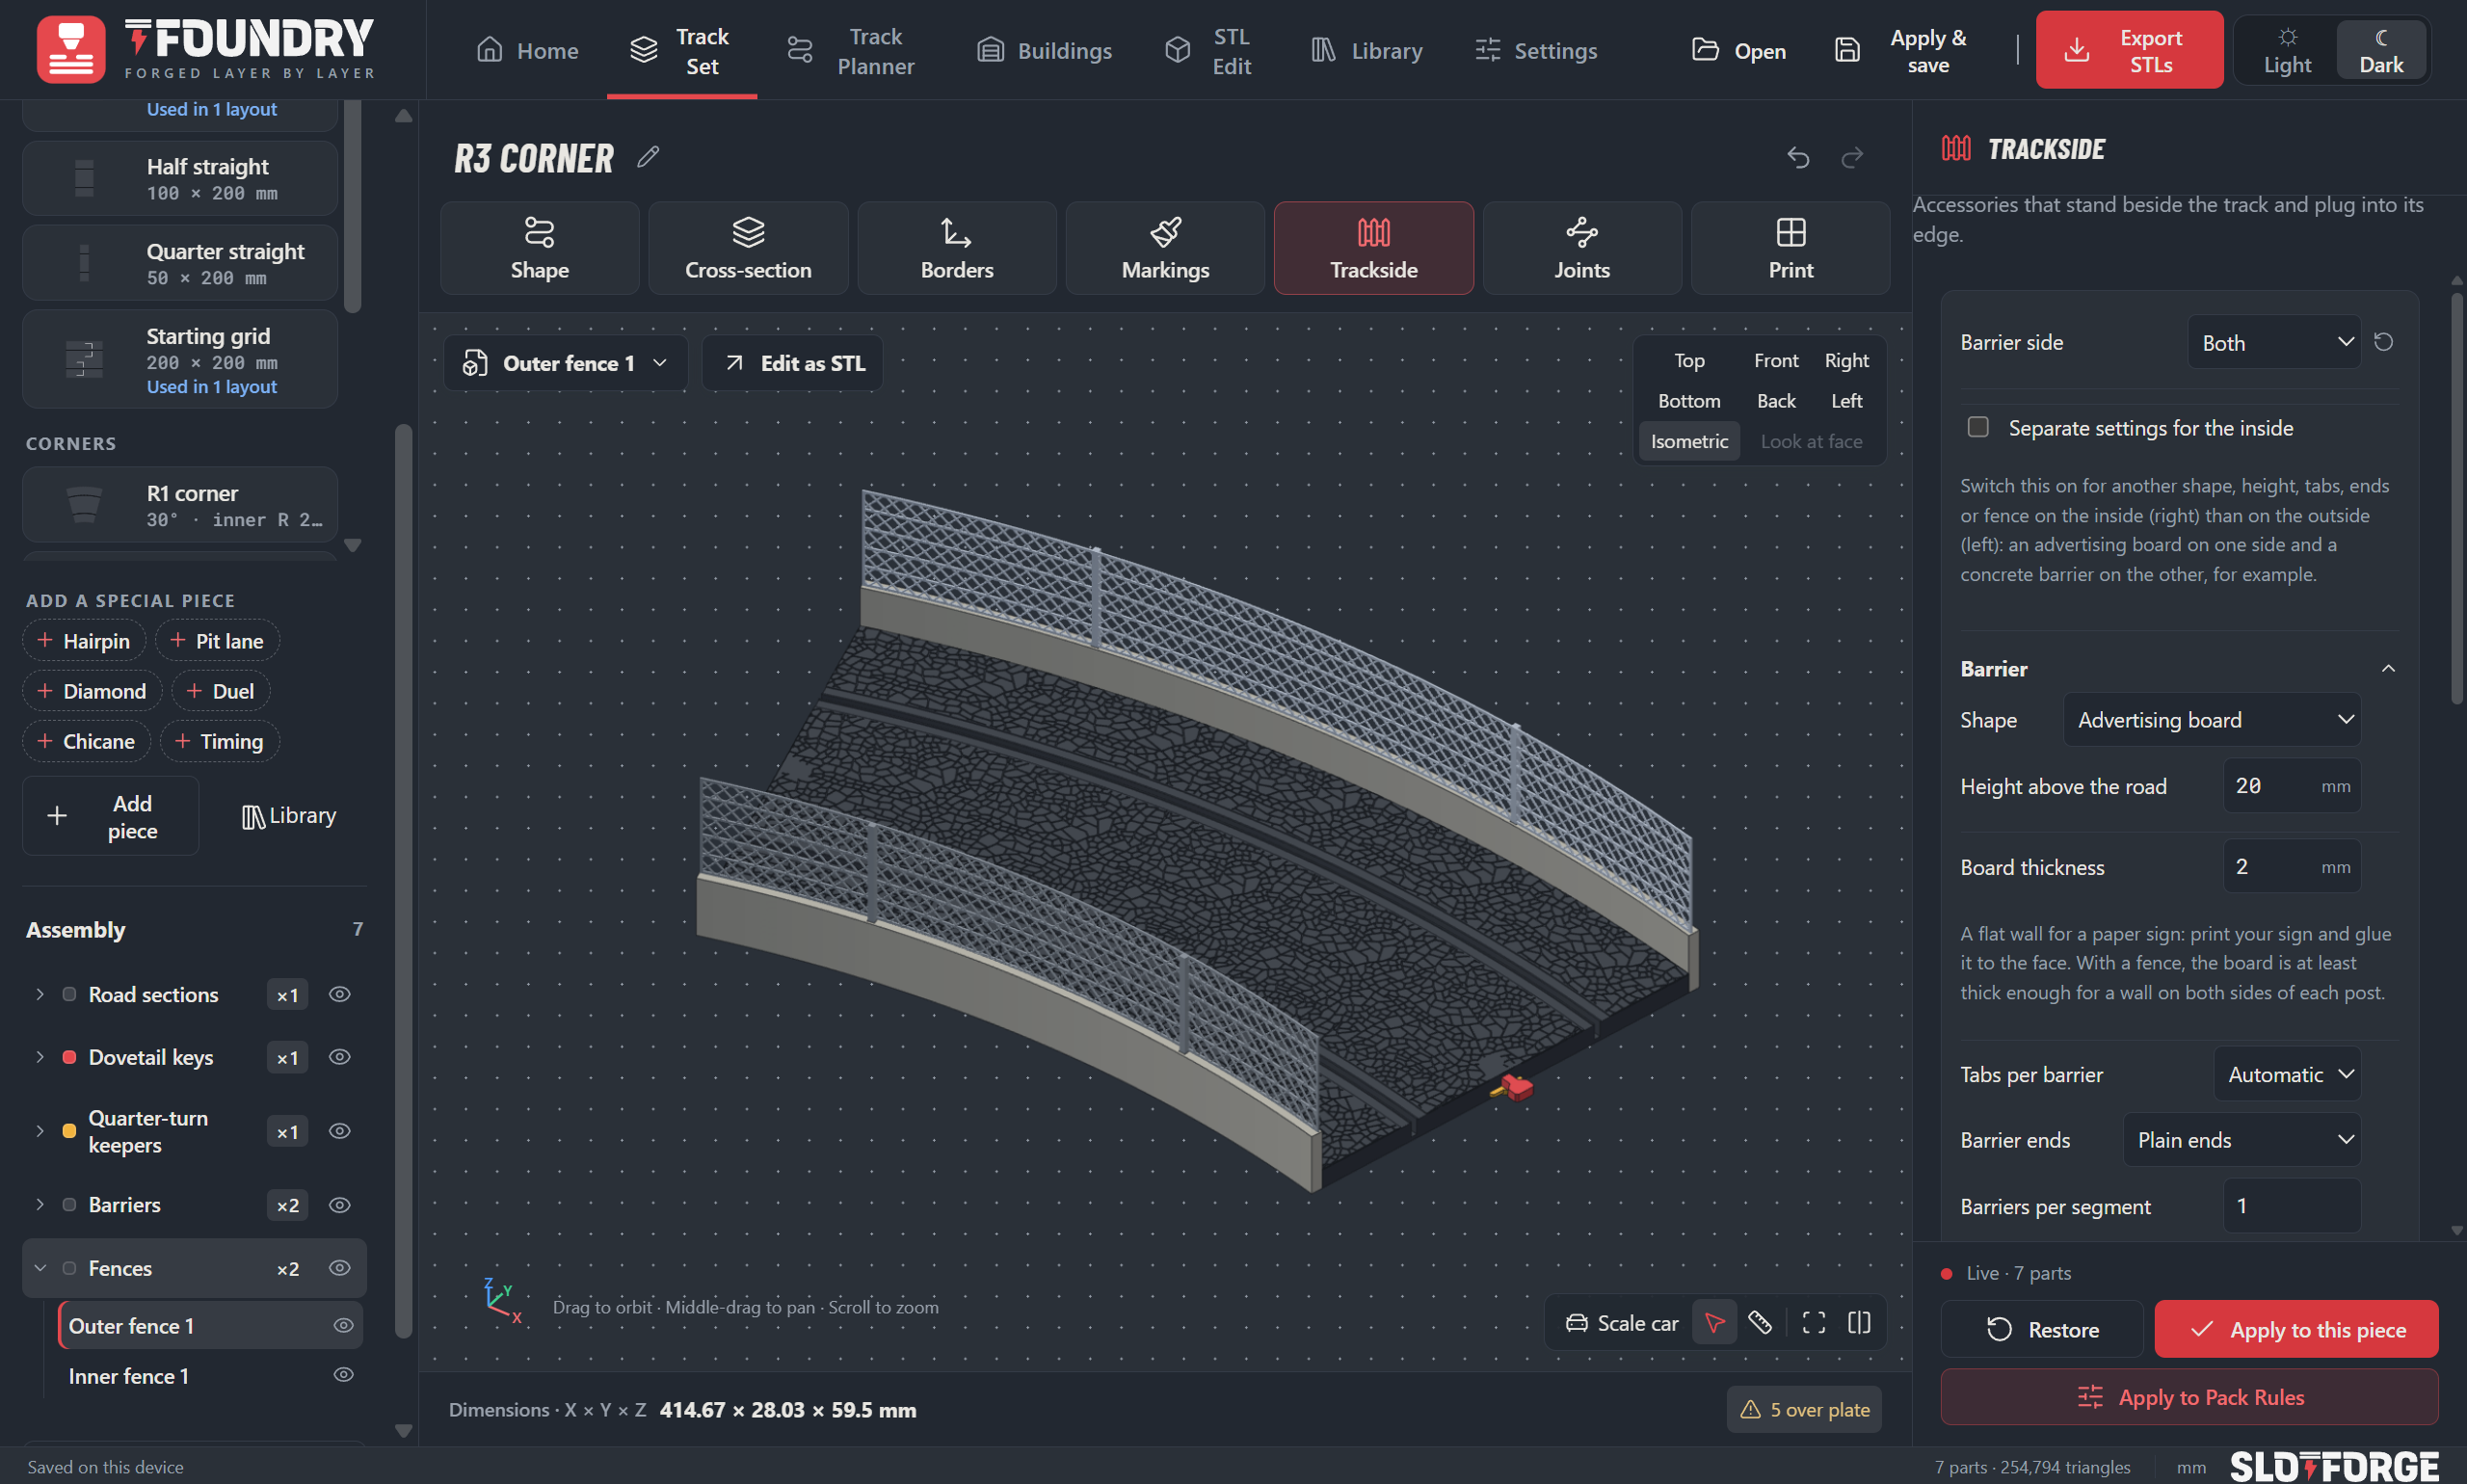 FOUNDRY
FORGED LAYER BY LAYER
Home
Track Set
Track Planner
Buildings
STL Edit
Library
Settings
Open
Apply & save
Export STLs
Light
Dark
Used in 1 layout
Half straight
100 × 200 mm
Quarter straight
50 × 200 mm
Starting grid
200 × 200 mm
Used in 1 layout
CORNERS
R1 corner
30° · inner R 2…
ADD A SPECIAL PIECE
+ Hairpin
+ Pit lane
+ Diamond
+ Duel
+ Chicane
+ Timing
+ Add piece
Library
Assembly 7
Road sections ×1
Dovetail keys ×1
Quarter-turn keepers ×1
Barriers ×2
Fences ×2
Outer fence 1
Inner fence 1
Saved on this device
R3 CORNER
Shape
Cross-section
Borders
Markings
Trackside
Joints
Print
Outer fence 1
Edit as STL
Top Front Right
Bottom Back Left
Isometric Look at face
Z Y X
Drag to orbit · Middle-drag to pan · Scroll to zoom
Scale car
Dimensions · X × Y × Z 414.67 × 28.03 × 59.5 mm
5 over plate
TRACKSIDE
Accessories that stand beside the track and plug into its
edge.
Barrier side Both
Separate settings for the inside
Switch this on for another shape, height, tabs, ends
or fence on the inside (right) than on the outside
(left): an advertising board on one side and a
concrete barrier on the other, for example.
Barrier
Shape Advertising board
Height above the road 20 mm
Board thickness 2 mm
A flat wall for a paper sign: print your sign and glue
it to the face. With a fence, the board is at least
thick enough for a wall on both sides of each post.
Tabs per barrier Automatic
Barrier ends Plain ends
Barriers per segment 1
Live · 7 parts
Restore
Apply to this piece
Apply to Pack Rules
7 parts · 254,794 triangles mm
SLOTFORGE